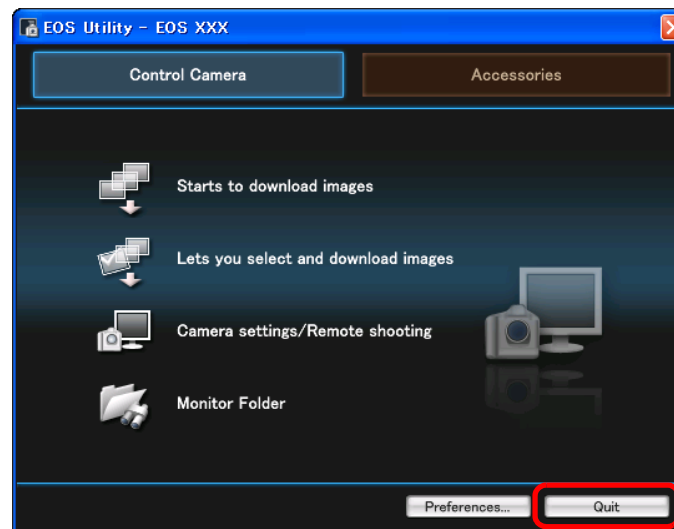 EOS Utility - EOS XXX
Control Camera
Accessories
Starts to download images
Lets you select and download images
Camera settings/Remote shooting
Monitor Folder
Preferences...
Quit